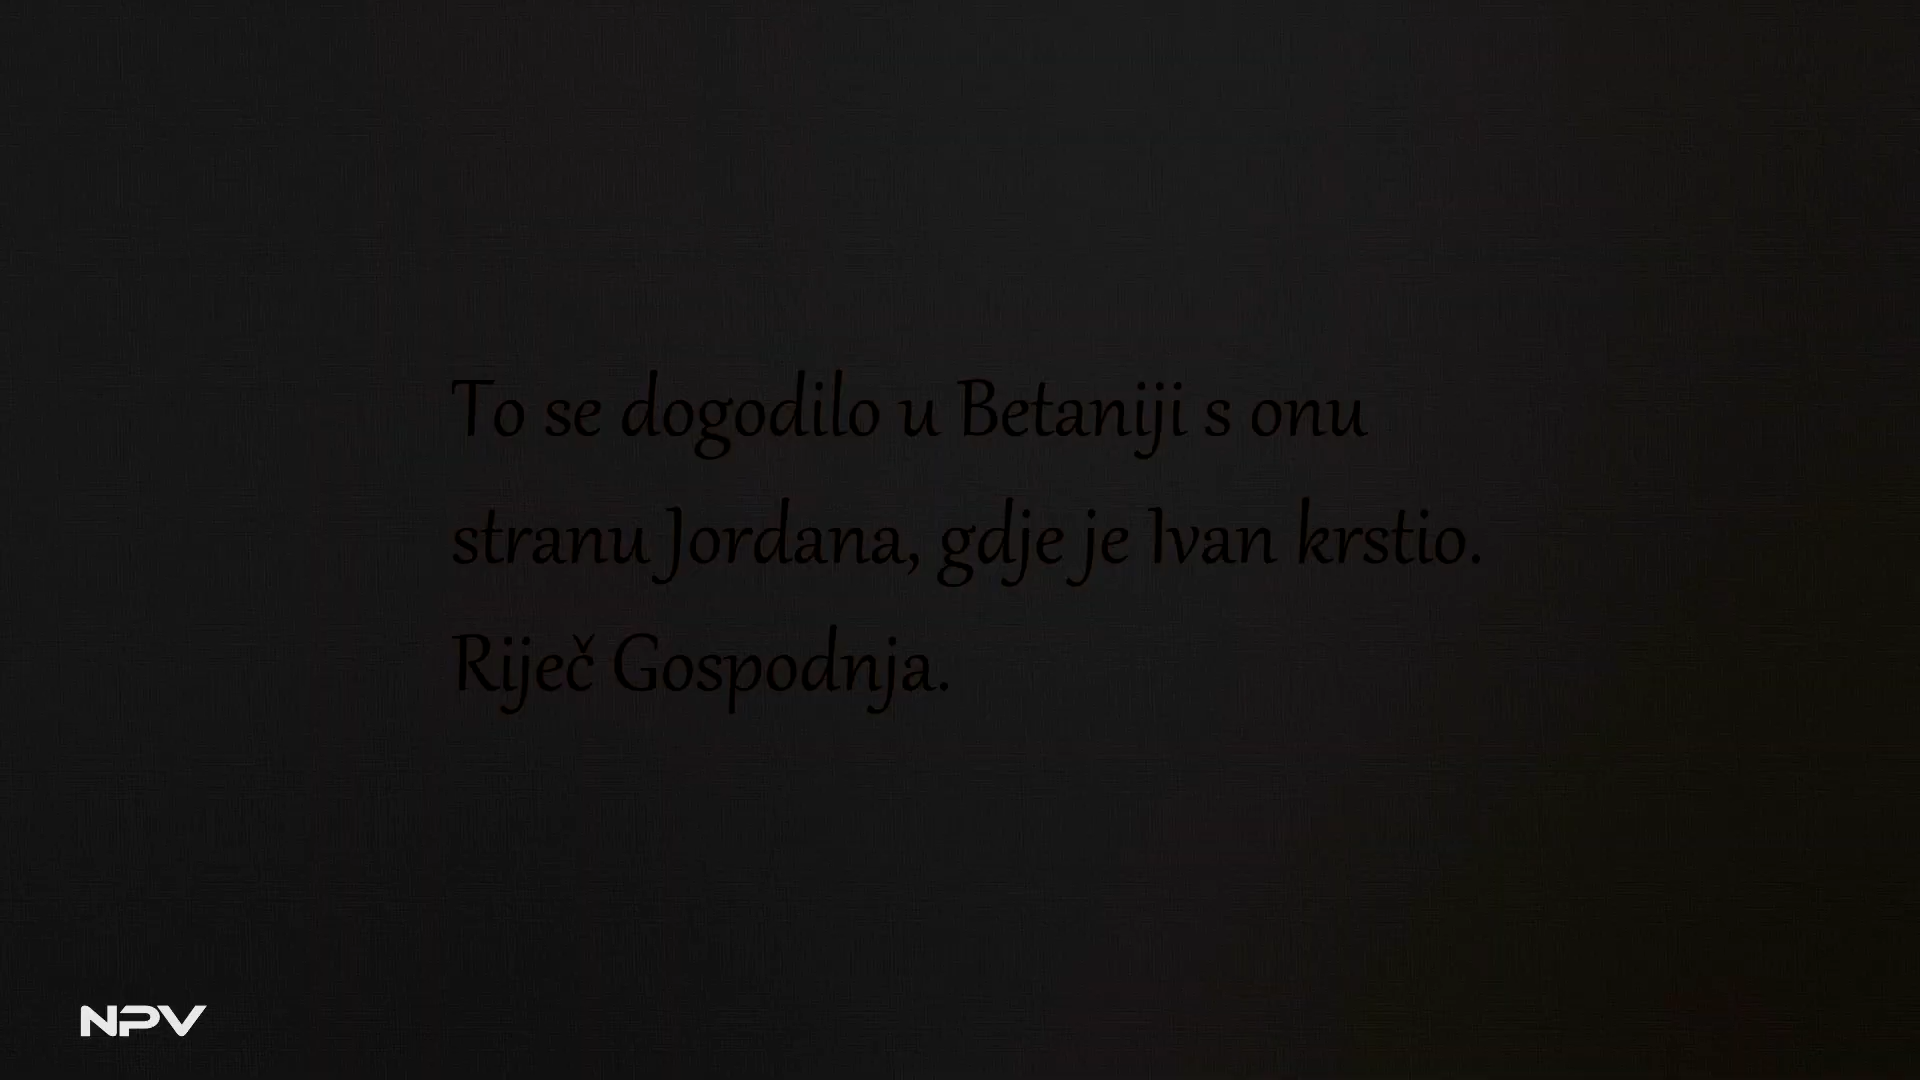 To se dogodilo u Betaniji s onu
stranu Jordana, gdje je Ivan krstio.
Riječ Gospodnja.
NPV